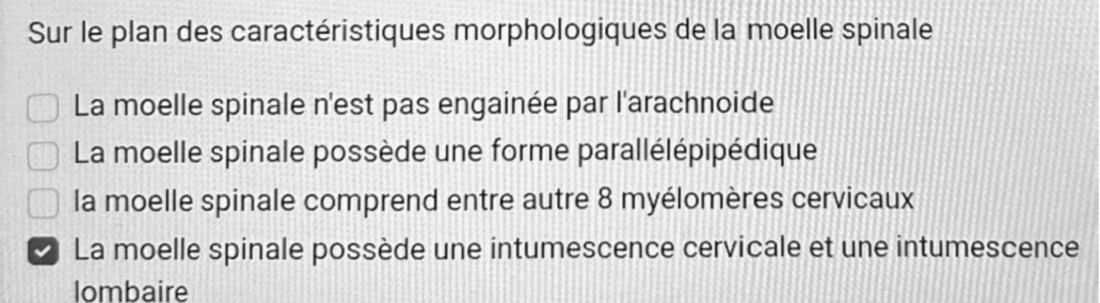 Sur le plan des caractéristiques morphologiques de la moelle spinale
La moelle spinale n'est pas engainée par l'arachnoide
La moelle spinale possède une forme parallélépipédique
la moelle spinale comprend entre autre 8 myélomères cervicaux
La moelle spinale possède une intumescence cervicale et une intumescence
lombaire